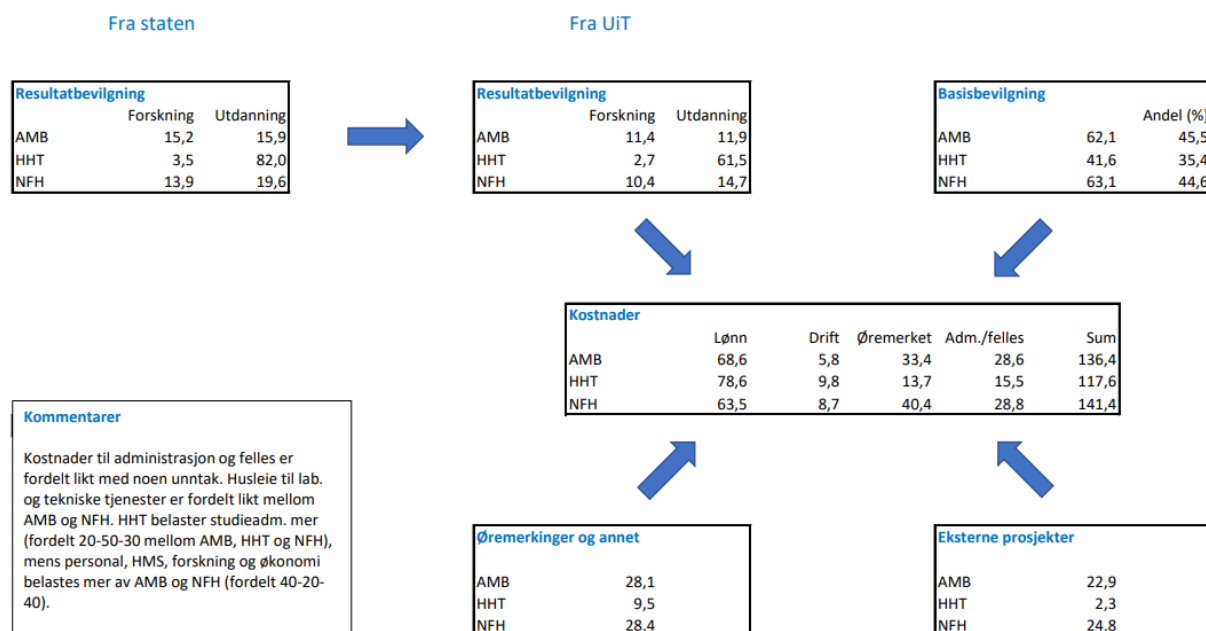 Fra staten
Fra UiT
Resultatbevilgning
Forskning Utdanning
AMB 15,2 15,9
HHT 3,5 82,0
NFH 13,9 19,6
Resultatbevilgning
Forskning Utdanning
AMB 11,4 11,9
HHT 2,7 61,5
NFH 10,4 14,7
Basisbevilgning
Andel (%)
AMB 62,1 45,5
HHT 41,6 35,4
NFH 63,1 44,6
Kostnader
Lønn Drift Øremerket Adm./felles Sum
AMB 68,6 5,8 33,4 28,6 136,4
HHT 78,6 9,8 13,7 15,5 117,6
NFH 63,5 8,7 40,4 28,8 141,4
Kommentarer
Kostnader til administrasjon og felles er
fordelt likt med noen unntak. Husleie til lab.
og tekniske tjenester er fordelt likt mellom
AMB og NFH. HHT belaster studieadm. mer
(fordelt 20-50-30 mellom AMB, HHT og NFH),
mens personal, HMS, forskning og økonomi
belastes mer av AMB og NFH (fordelt 40-20-
40).
Øremerkinger og annet
AMB 28,1
HHT 9,5
NFH 28,4
Eksterne prosjekter
AMB 22,9
HHT 2,3
NFH 24,8